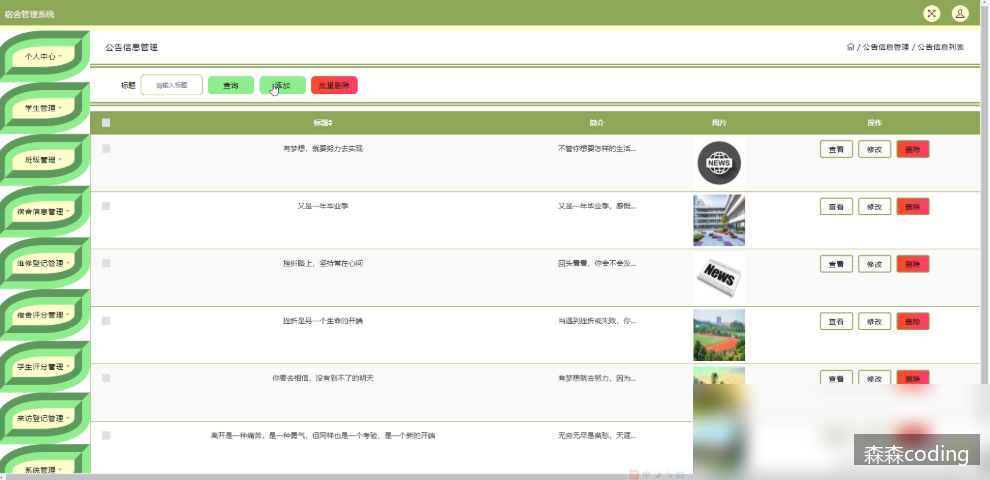 宿舍管理系统
个人中心
公告信息管理
/ 公告信息管理 / 公告信息列表
标题 请输入标题 查询 添加 批量删除
学生管理
标题 简介 图片 操作
有梦想，就要努力去实现 不管你想要怎样的生活... NEWS 查看 修改 删除
班级管理
又是一年毕业季 又是一年毕业季，感慨... 查看 修改 删除
宿舍信息管理
维修登记管理
挫折路上，坚持常在心间 回头看看，你会不会发... News 查看 修改 删除
宿舍评分管理
挫折是另一个生命的开端 当遇到挫折或失败，你... 查看 修改 删除
学生评分管理
你要去相信，没有到不了的明天 有梦想就去努力，因为... 查看 修改 删除
来访登记管理
离开是一种痛苦，是一种勇气，但同样也是一个考验，是一个新的开端 无穷无尽是离愁，天涯...
系统管理
森森coding